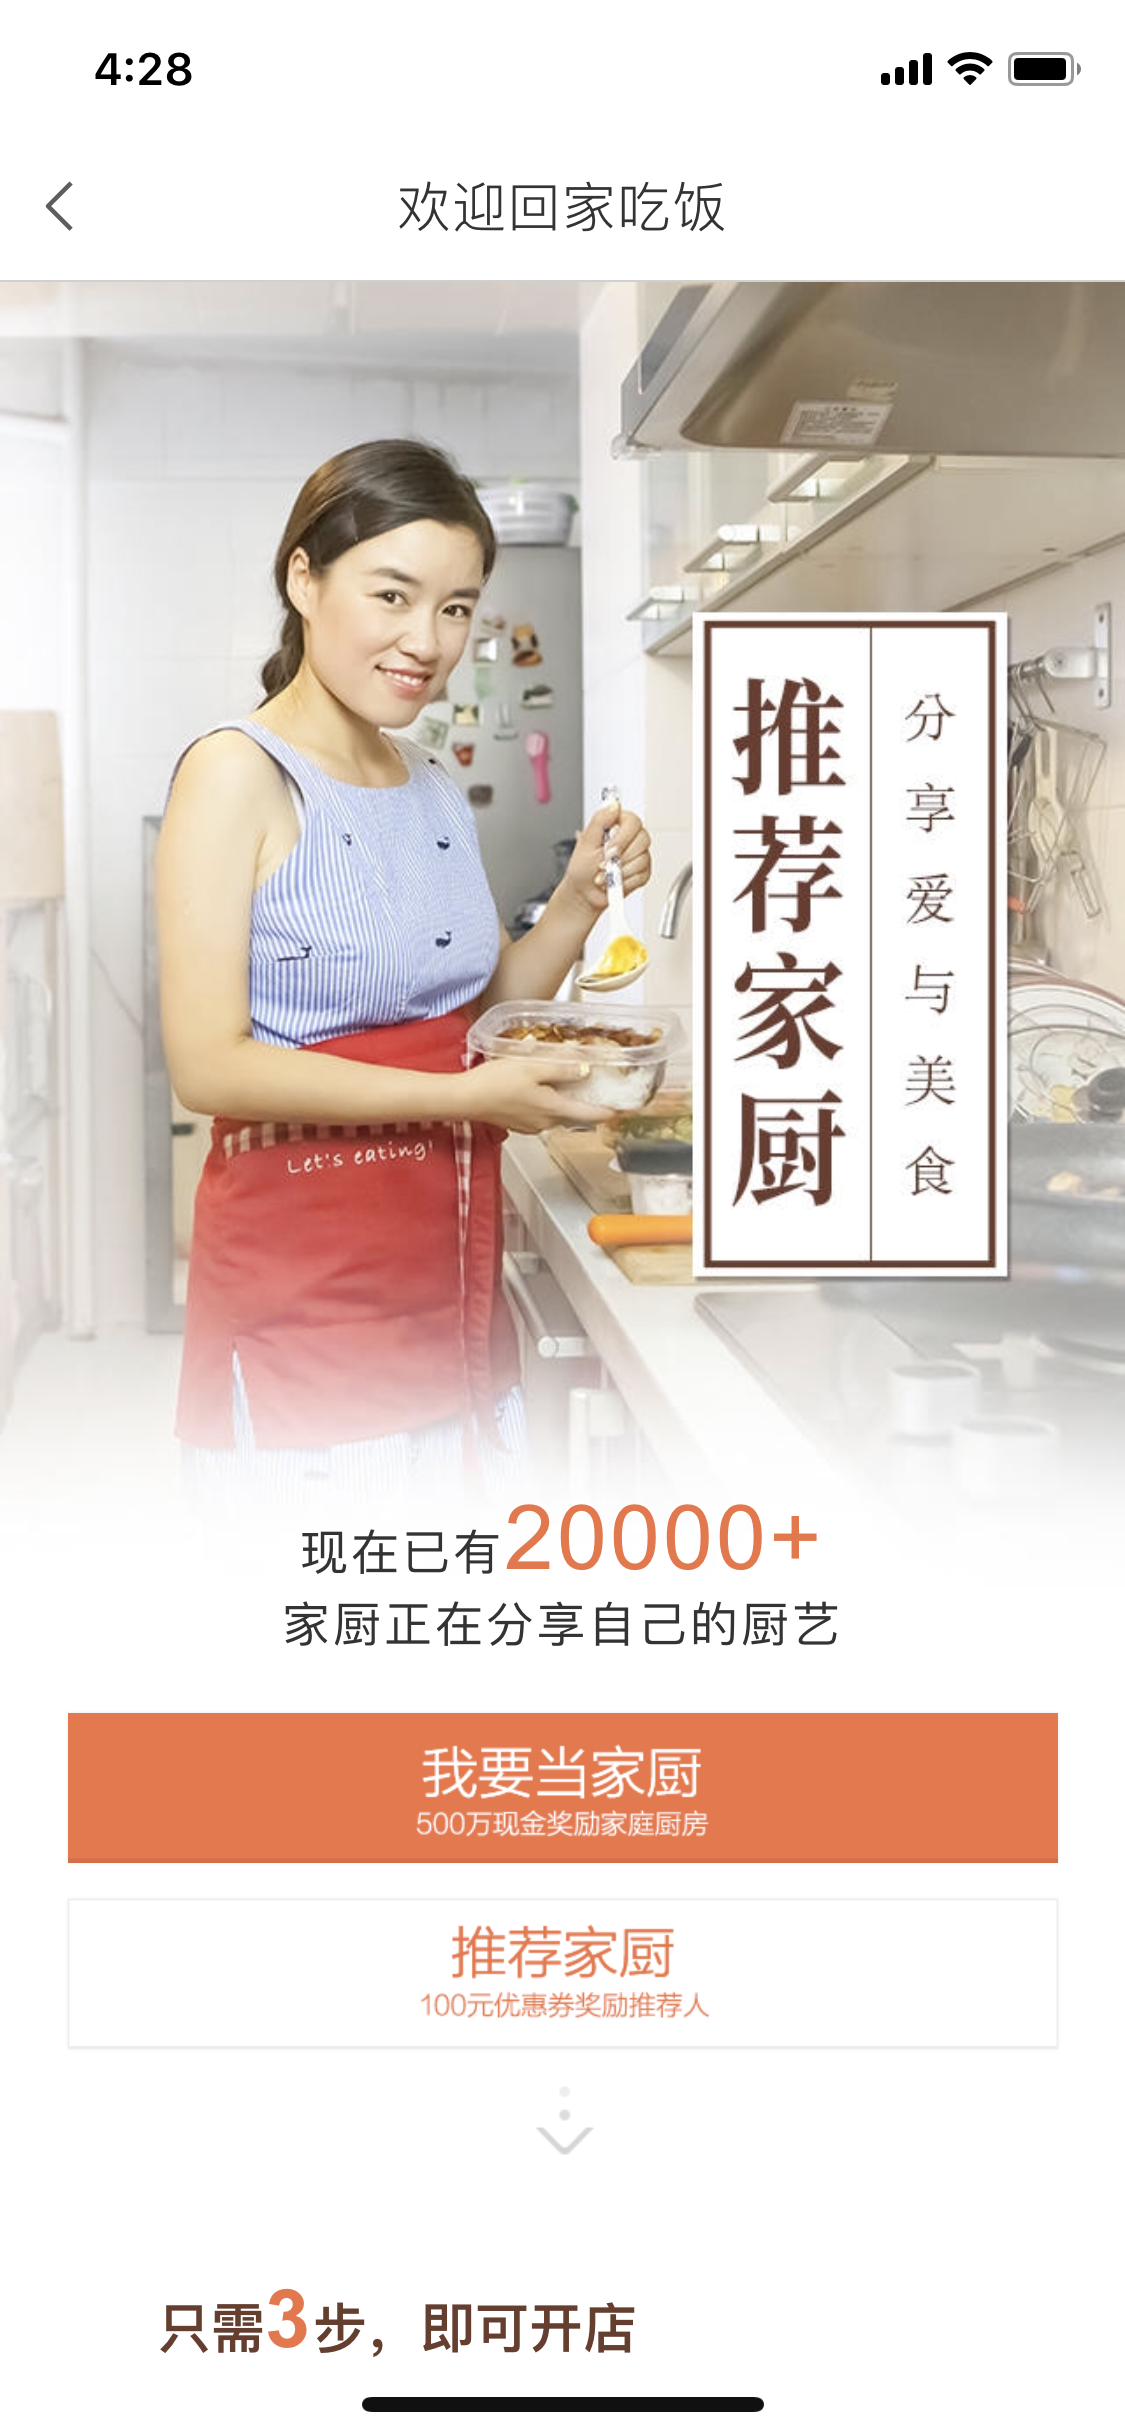 4:28
欢迎回家吃饭
推荐家厨
分享爱与美食
Let's eating!
现在已有20000+
家厨正在分享自己的厨艺
我要当家厨
500万现金奖励家庭厨房
推荐家厨
100元优惠券奖励推荐人
只需3步，即可开店